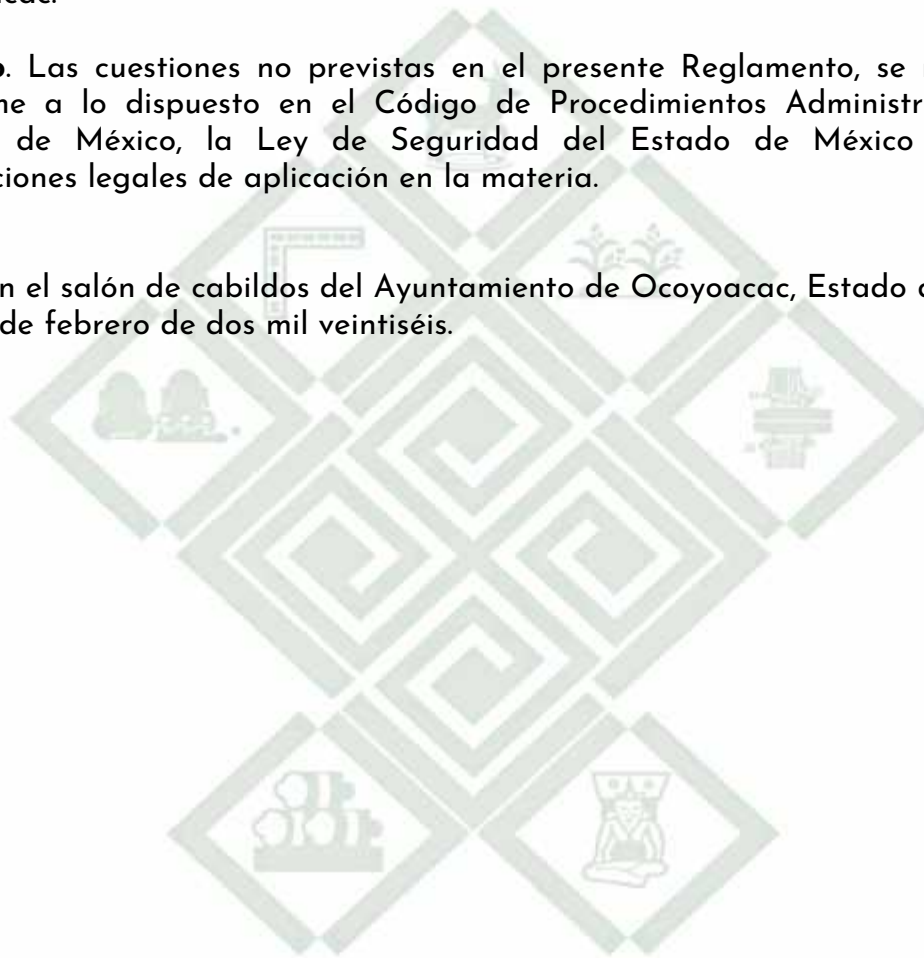 . Las cuestiones no previstas en el presente Reglamento, se
a lo dispuesto en el Código de Procedimientos
de México, la Ley de Seguridad del Estado de México
legales de aplicación en la materia.
el salón de cabildos del Ayuntamiento de Ocoyoacac, Estado
de febrero de dos mil veintiséis.